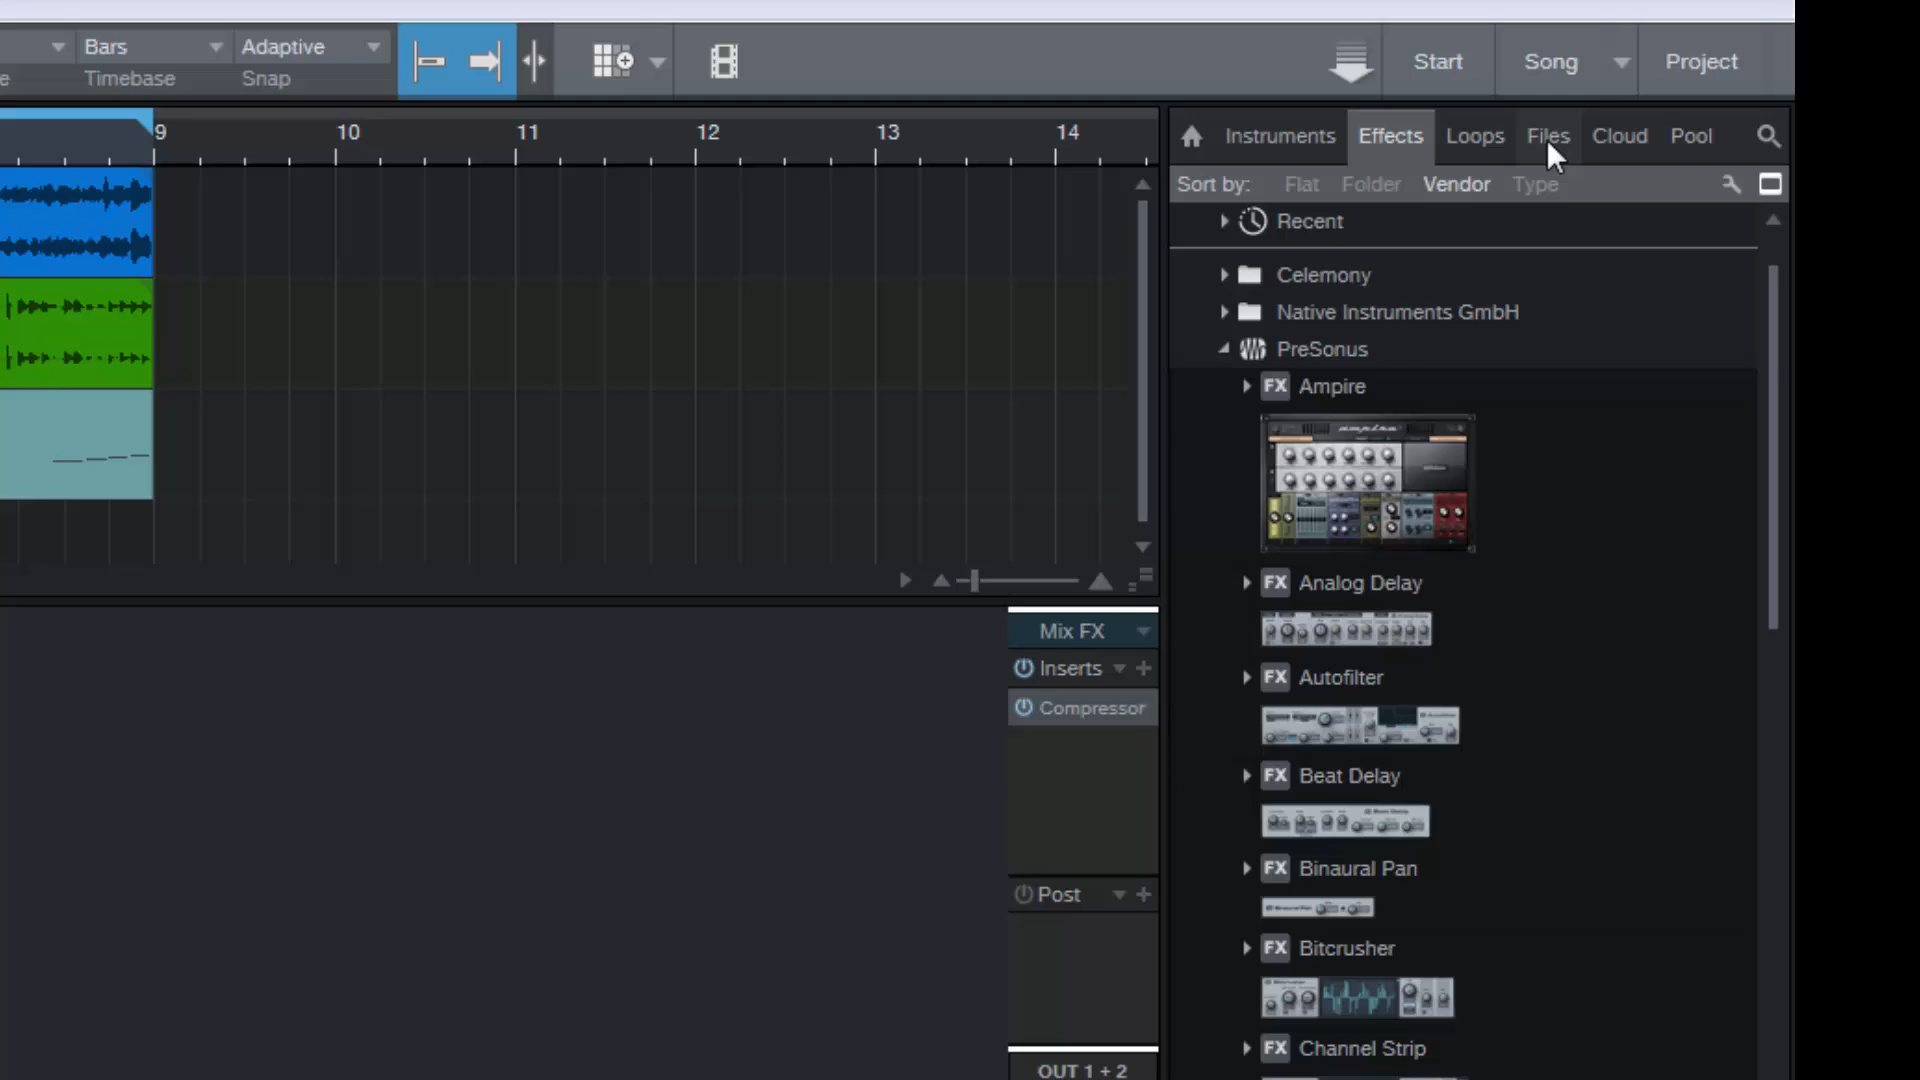 Bars
Adaptive
Start
Song
Project
Timebase
Snap
9 10 11 12 13 14
Instruments Effects Loops Files Cloud Pool
Sort by: Flat Folder Vendor Type
Recent
Celemony
Native Instruments GmbH
PreSonus
FX Ampire
FX Analog Delay
FX Autofilter
FX Beat Delay
FX Binaural Pan
FX Bitcrusher
FX Channel Strip
Mix FX
Inserts
Compressor
Post
OUT 1 + 2